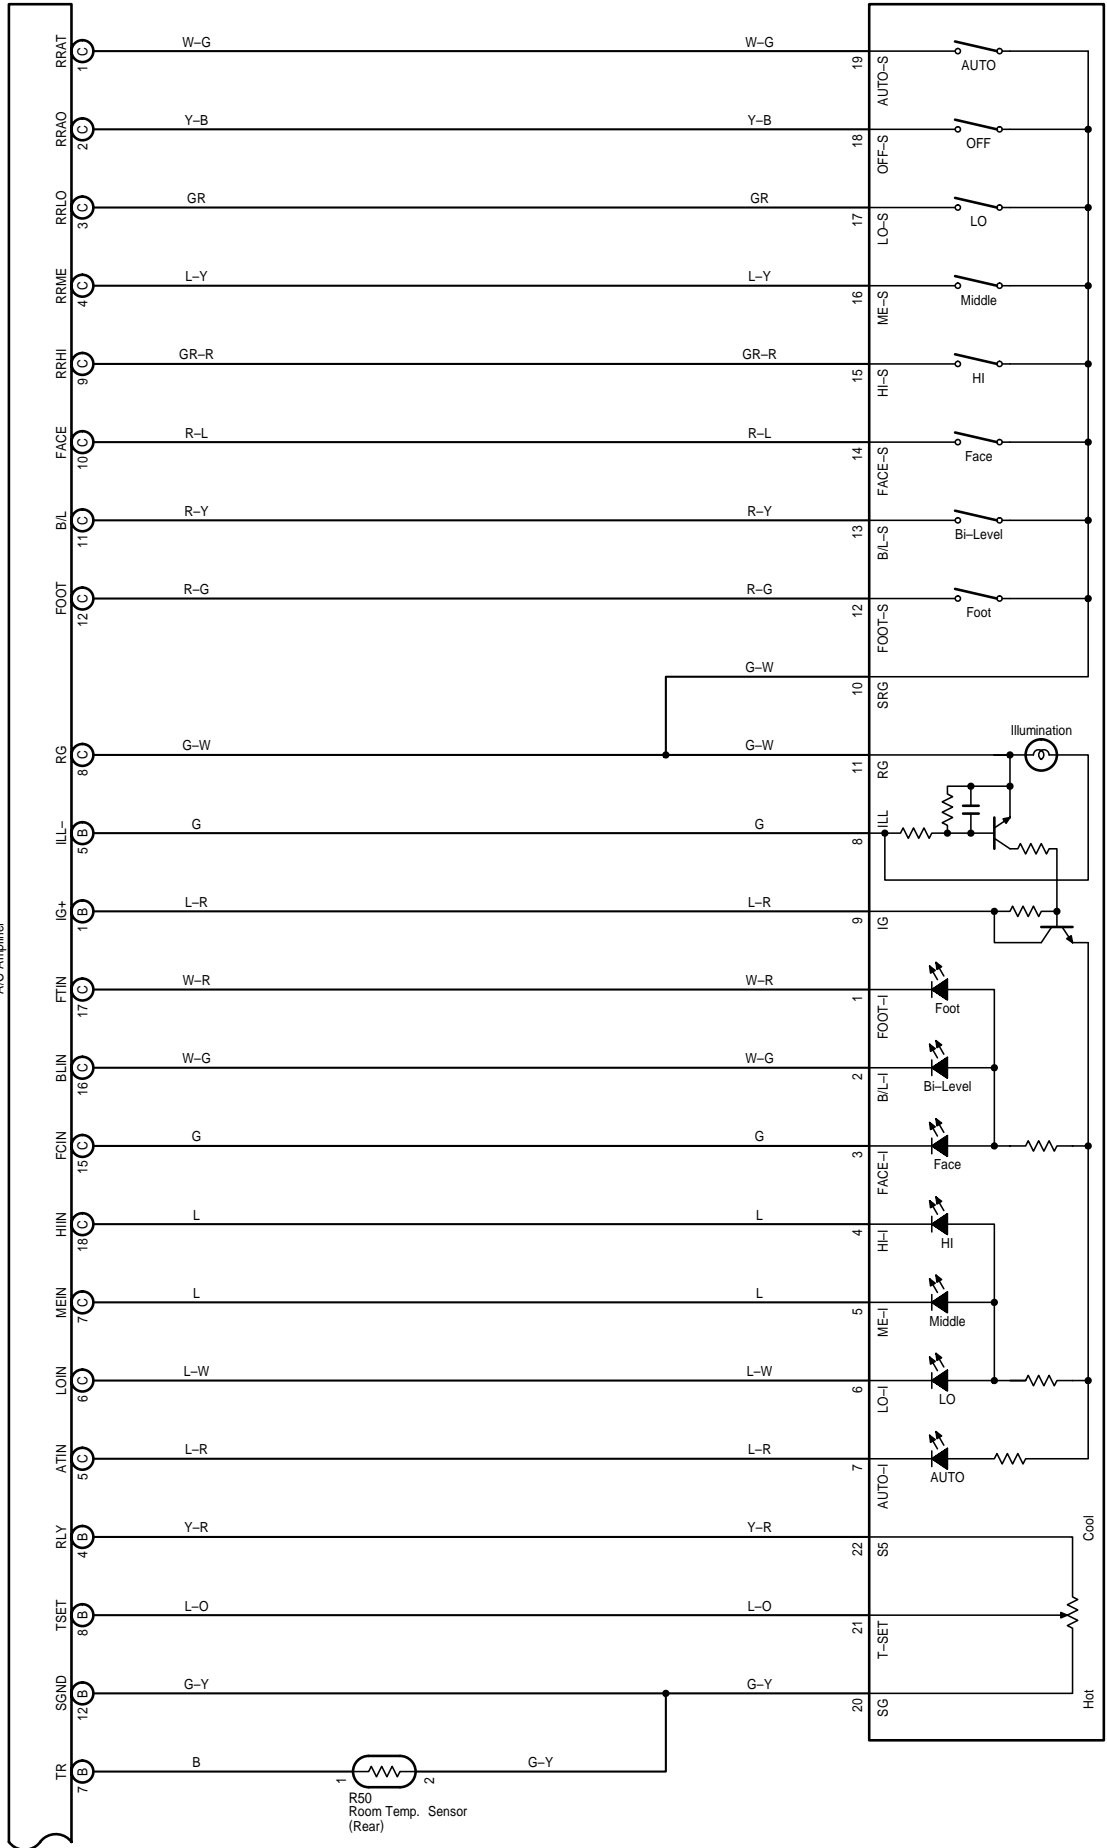 RRAT 1 C W–G W–G 19 AUTO–S AUTO
RRAO 2 C Y–B Y–B 18 OFF–S OFF
RRLO 3 C GR GR 17 LO–S LO
RRME 4 C L–Y L–Y 16 ME–S Middle
RRHI 9 C GR–R GR–R 15 HI–S HI
FACE 10 C R–L R–L 14 FACE–S Face
B/L 11 C R–Y R–Y 13 B/L–S Bi–Level
FOOT 12 C R–G R–G 12 FOOT–S Foot
G–W 10 SRG
Illumination
RG 8 C G–W G–W 11 RG
ILL– 5 B G G 8 ILL
IG+ 1 B L–R L–R 9 IG
FTIN 17 C W–R W–R 1 FOOT–I Foot
BLIN 16 C W–G W–G 2 B/L–I Bi–Level
FCIN 15 C G G 3 FACE–I Face
HIIN 18 C L L 4 HI–I HI
MEIN 7 C L L 5 ME–I Middle
LOIN 6 C L–W L–W 6 LO–I LO
ATIN 5 C L–R L–R 7 AUTO–I AUTO
RLY 4 B Y–R Y–R 22 S5 Cool
TSET 8 B L–O L–O 21 T–SET
SGND 12 B G–Y G–Y 20 SG Hot
TR 7 B B 1 2 G–Y
R50
Room Temp. Sensor
(Rear)